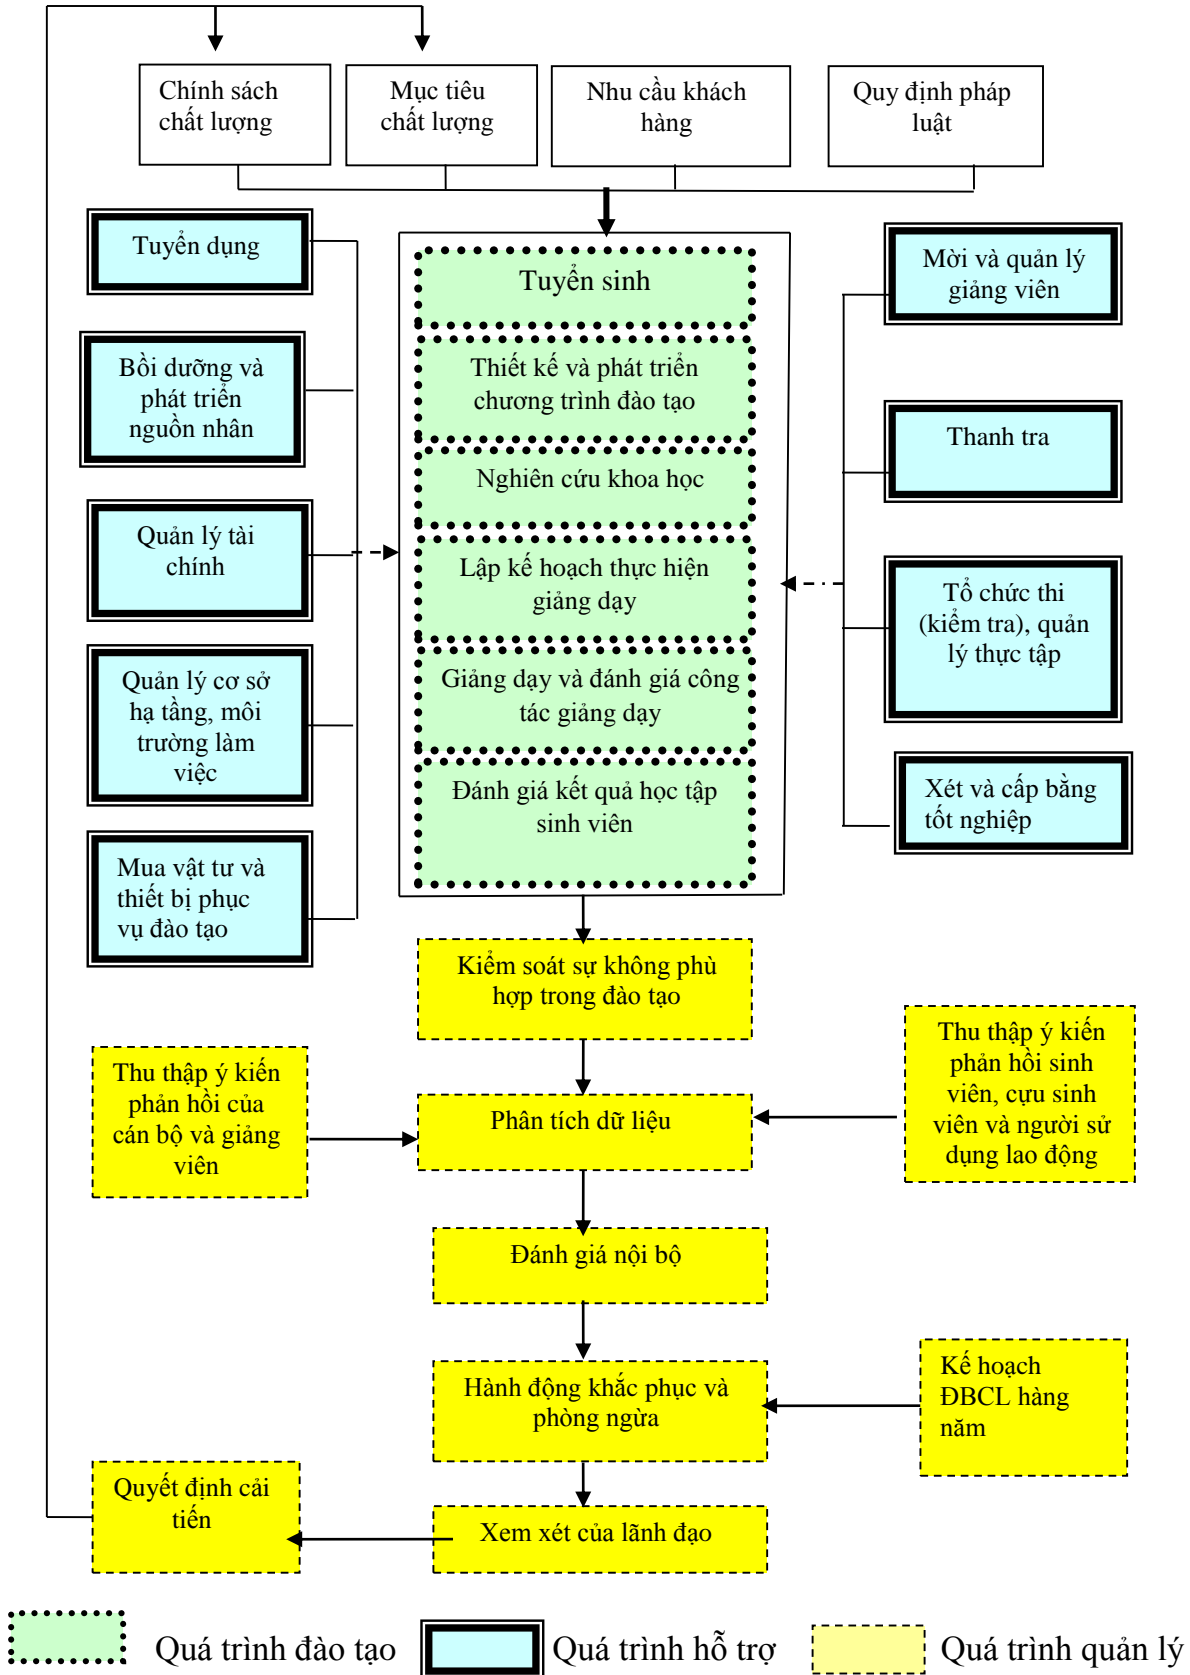 Chính sách
chất lượng
Mục tiêu
chất lượng
Nhu cầu khách
hàng
Quy định pháp
luật
Tuyển dụng
Bồi dưỡng và
phát triển
nguồn nhân
Quản lý tài
chính
Quản lý cơ sở
hạ tầng, môi
trường làm
việc
Mua vật tư và
thiết bị phục
vụ đào tạo
Tuyển sinh
Thiết kế và phát triển
chương trình đào tạo
Nghiên cứu khoa học
Lập kế hoạch thực hiện
giảng dạy
Giảng dạy và đánh giá công
tác giảng dạy
Đánh giá kết quả học tập
sinh viên
Mời và quản lý
giảng viên
Thanh tra
Tổ chức thi
(kiểm tra), quản
lý thực tập
Xét và cấp bằng
tốt nghiệp
Kiểm soát sự không phù
hợp trong đào tạo
Thu thập ý kiến
phản hồi của
cán bộ và giảng
viên
Phân tích dữ liệu
Thu thập ý kiến
phản hồi sinh
viên, cựu sinh
viên và người sử
dụng lao động
Đánh giá nội bộ
Hành động khắc phục và
phòng ngừa
Kế hoạch
ĐBCL hàng
năm
Quyết định cải
tiến
Xem xét của lãnh đạo
Quá trình đào tạo
Quá trình hỗ trợ
Quá trình quản lý